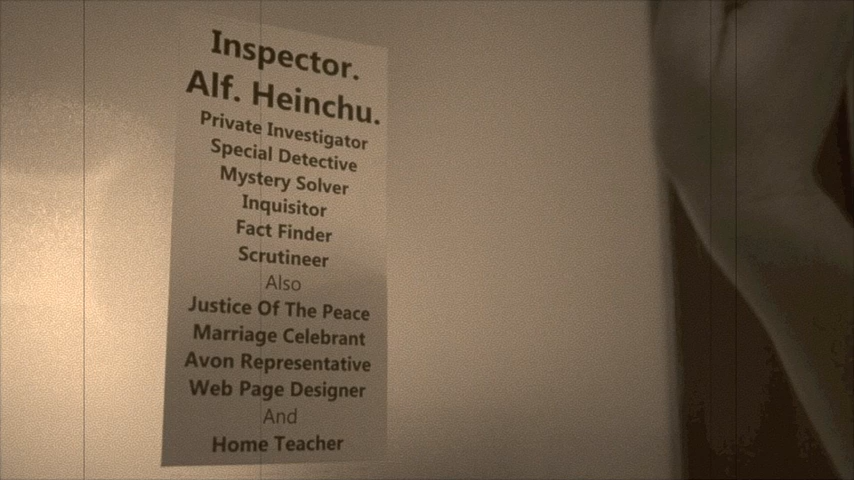 Inspector.
Alf. Heinchu.
Private Investigator
Special Detective
Mystery Solver
Inquisitor
Fact Finder
Scrutineer
Also
Justice Of The Peace
Marriage Celebrant
Avon Representative
Web Page Designer
And
Home Teacher